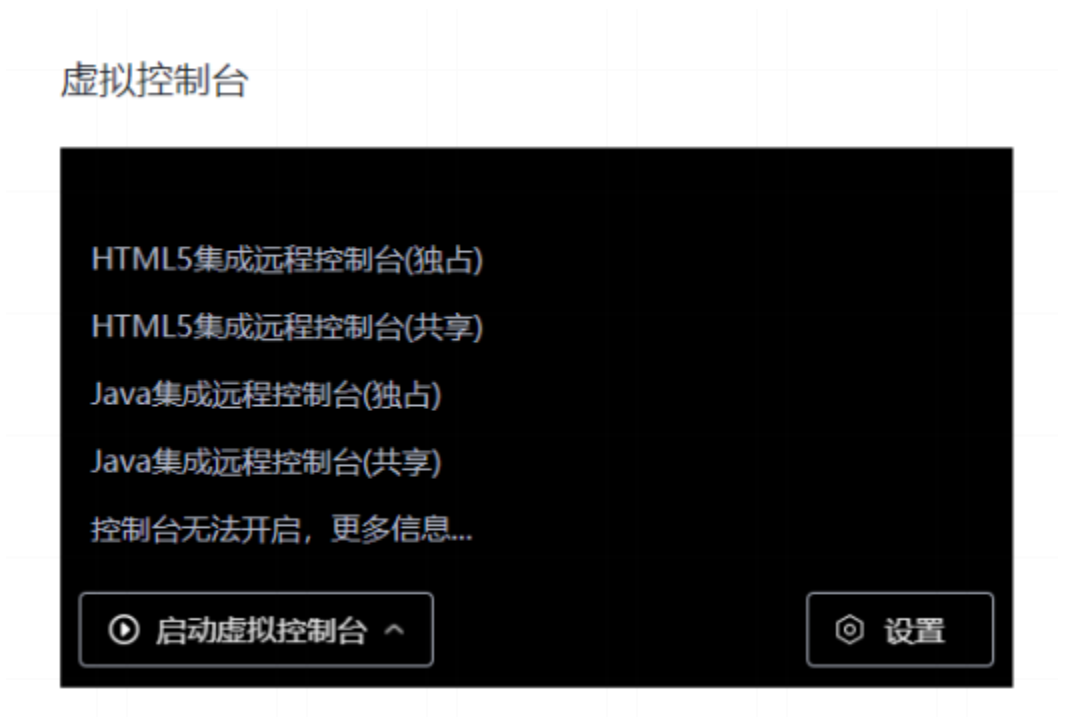 虚拟控制台
HTML5集成远程控制台(独占)
HTML5集成远程控制台(共享)
Java集成远程控制台(独占)
Java集成远程控制台(共享)
控制台无法开启，更多信息...
启动虚拟控制台 设置